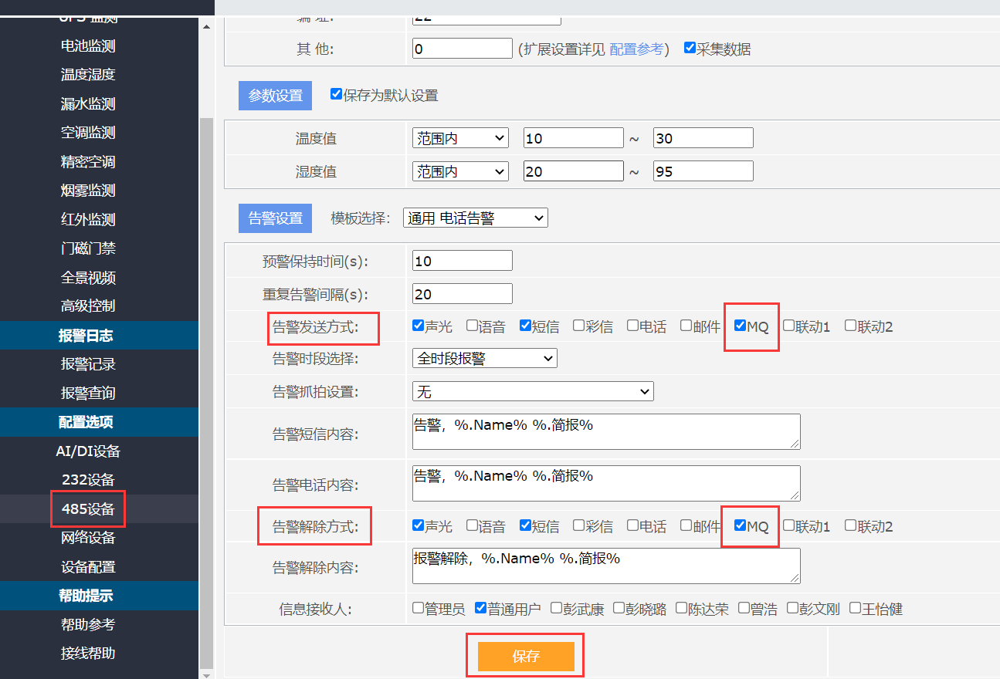 UPS 监测
电池监测
温度湿度
漏水监测
空调监测
精密空调
烟雾监测
红外监测
门磁门禁
全景视频
高级控制
报警日志
报警记录
报警查询
配置选项
AI/DI设备
232设备
485设备
网络设备
设备配置
帮助提示
帮助参考
接线帮助
编 址: 22
其 他: 0 (扩展设置详见 配置参考) 采集数据
参数设置 保存为默认设置
温度值 范围内 10 ~ 30
湿度值 范围内 20 ~ 95
告警设置 模板选择: 通用 电话告警
预警保持时间(s): 10
重复告警间隔(s): 20
告警发送方式: 声光 语音 短信 彩信 电话 邮件 MQ 联动1 联动2
告警时段选择: 全时段报警
告警抓拍设置: 无
告警短信内容: 告警，%.Name% %.简报%
告警电话内容: 告警，%.Name% %.简报%
告警解除方式: 声光 语音 短信 彩信 电话 邮件 MQ 联动1 联动2
告警解除内容: 报警解除，%.Name% %.简报%
信息接收人: 管理员 普通用户 彭武康 彭晓璐 陈达荣 曾浩 彭文刚 王怡健
保存